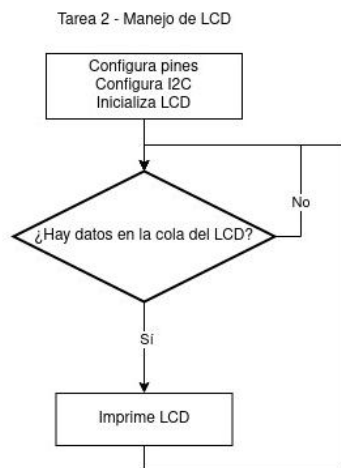 Tarea 2 - Manejo de LCD
Configura pines
Configura I2C
Inicializa LCD
No
¿Hay datos en la cola del LCD?
Sí
Imprime LCD